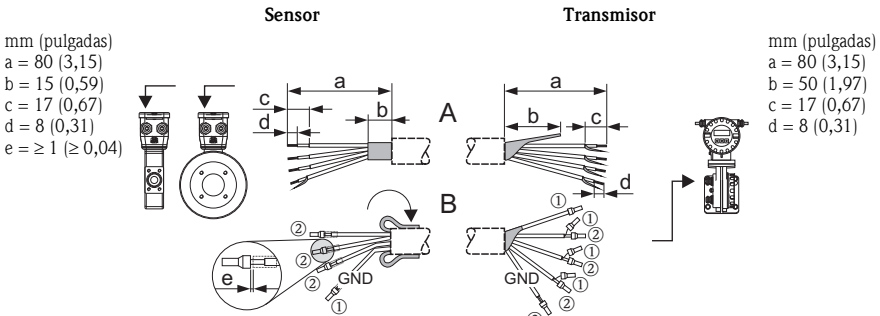 Sensor
Transmisor
mm (pulgadas)
a = 80 (3,15)
b = 15 (0,59)
c = 17 (0,67)
d = 8 (0,31)
e = ≥ 1 (≥ 0,04)
mm (pulgadas)
a = 80 (3,15)
b = 50 (1,97)
c = 17 (0,67)
d = 8 (0,31)
a
c
b
d
A
a
b
c
d
B
②
②
②
e
GND
①
①
①
②
①
②
①
②
GND